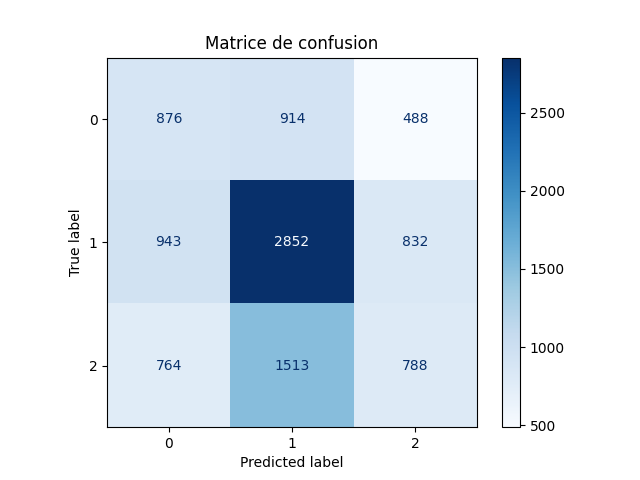 Matrice de confusion
True label
0
876 914 488
1
943 2852 832
2
764 1513 788
0 1 2
Predicted label
2500
2000
1500
1000
500